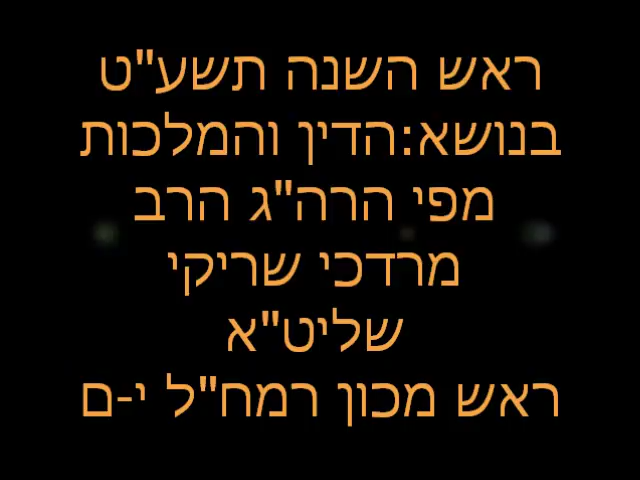 ראש השנה תשע"ט
בנושא:הדין והמלכות
מפי הרה"ג הרב
מרדכי שריקי
שליט"א
ראש מכון רמח"ל י-ם